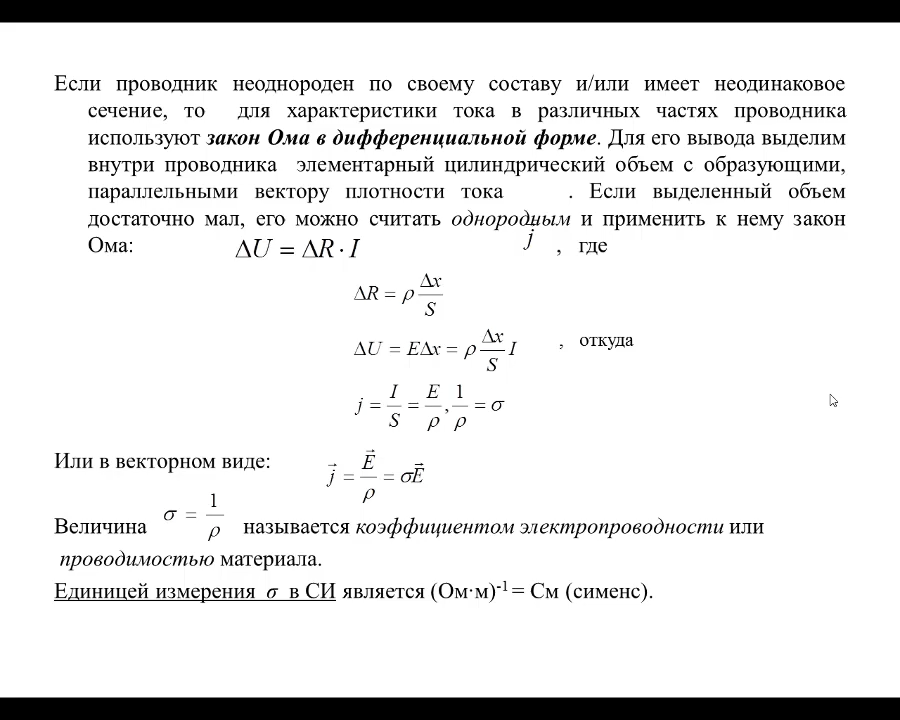 Если проводник неоднороден по своему составу и/или имеет неодинаковое
сечение, то для характеристики тока в различных частях проводника
используют закон Ома в дифференциальной форме. Для его вывода выделим
внутри проводника элементарный цилиндрический объем с образующими,
параллельными вектору плотности тока . Если выделенный объем
достаточно мал, его можно считать однородным и применить к нему закон
Ома: ΔU = ΔR · I j⃗ , где
ΔR = ρ Δx/S
ΔU = EΔx = ρ Δx/S I , откуда
j = I/S = E/ρ, 1/ρ = σ
Или в векторном виде: j⃗ = E⃗/ρ = σE⃗
Величина σ = 1/ρ называется коэффициентом электропроводности или
проводимостью материала.
Единицей измерения σ в СИ является (Ом·м)⁻¹ = См (сименс).